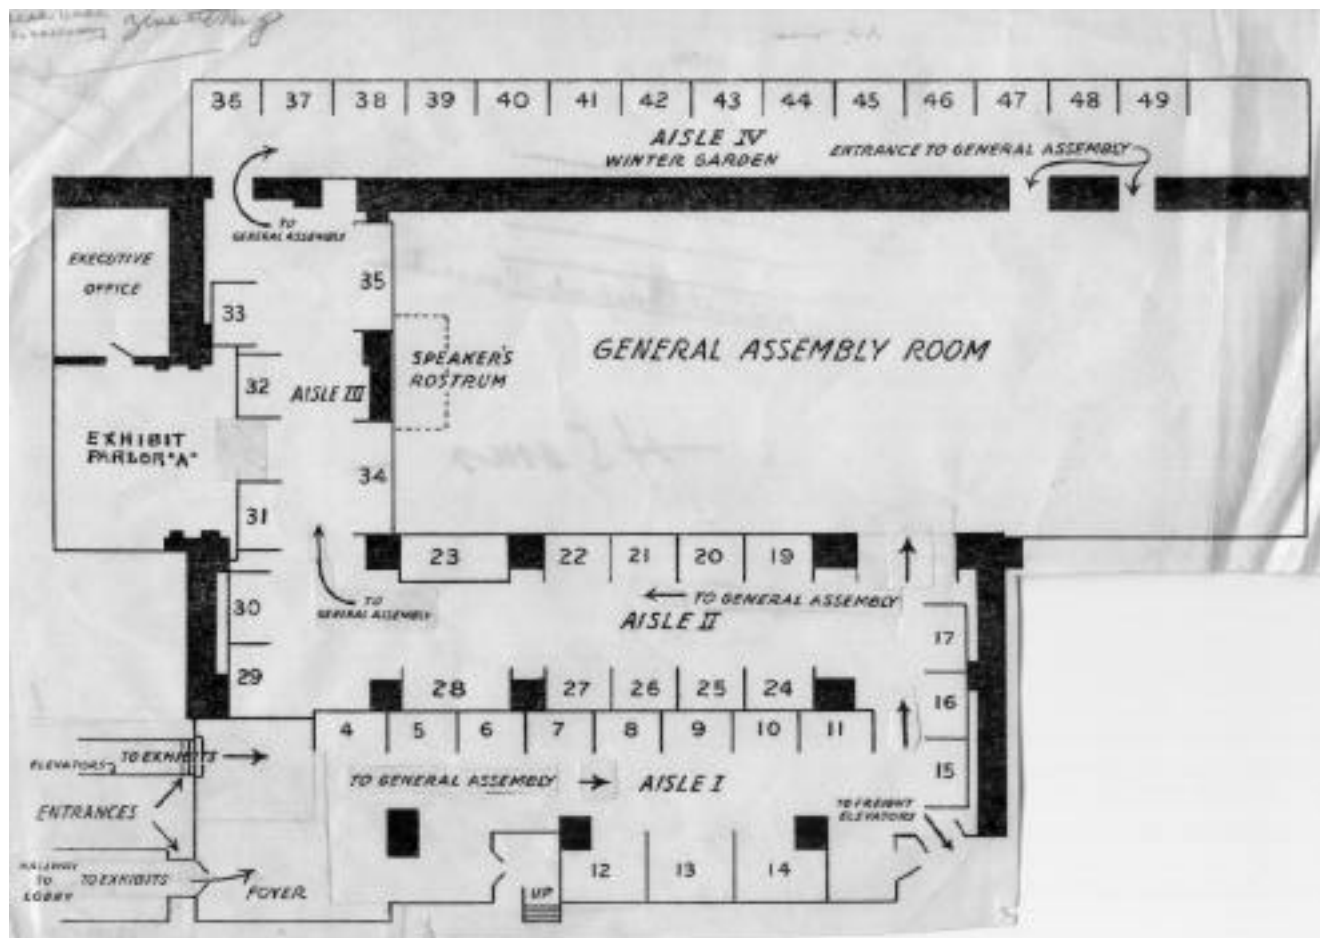 36 37 38 39 40 41 42 43 44 45 46 47 48 49
AISLE IV
WINTER GARDEN
ENTRANCE TO GENERAL ASSEMBLY
TO
GENERAL ASSEMBLY
EXECUTIVE
OFFICE
33
35
32
AISLE III
SPEAKER'S
ROSTRUM
GENERAL ASSEMBLY ROOM
EXHIBIT
PARLOR "A"
34
31
23 22 21 20 19
30
TO
GENERAL ASSEMBLY
TO GENERAL ASSEMBLY
AISLE II
17
29
28 27 26 25 24
16
4 5 6 7 8 9 10 11
ELEVATORS
TO EXHIBITS
TO GENERAL ASSEMBLY
AISLE I
15
ENTRANCES
TO FREIGHT
ELEVATORS
12 13 14
HALLWAY
TO
LOBBY
TO EXHIBITS
FOYER
UP